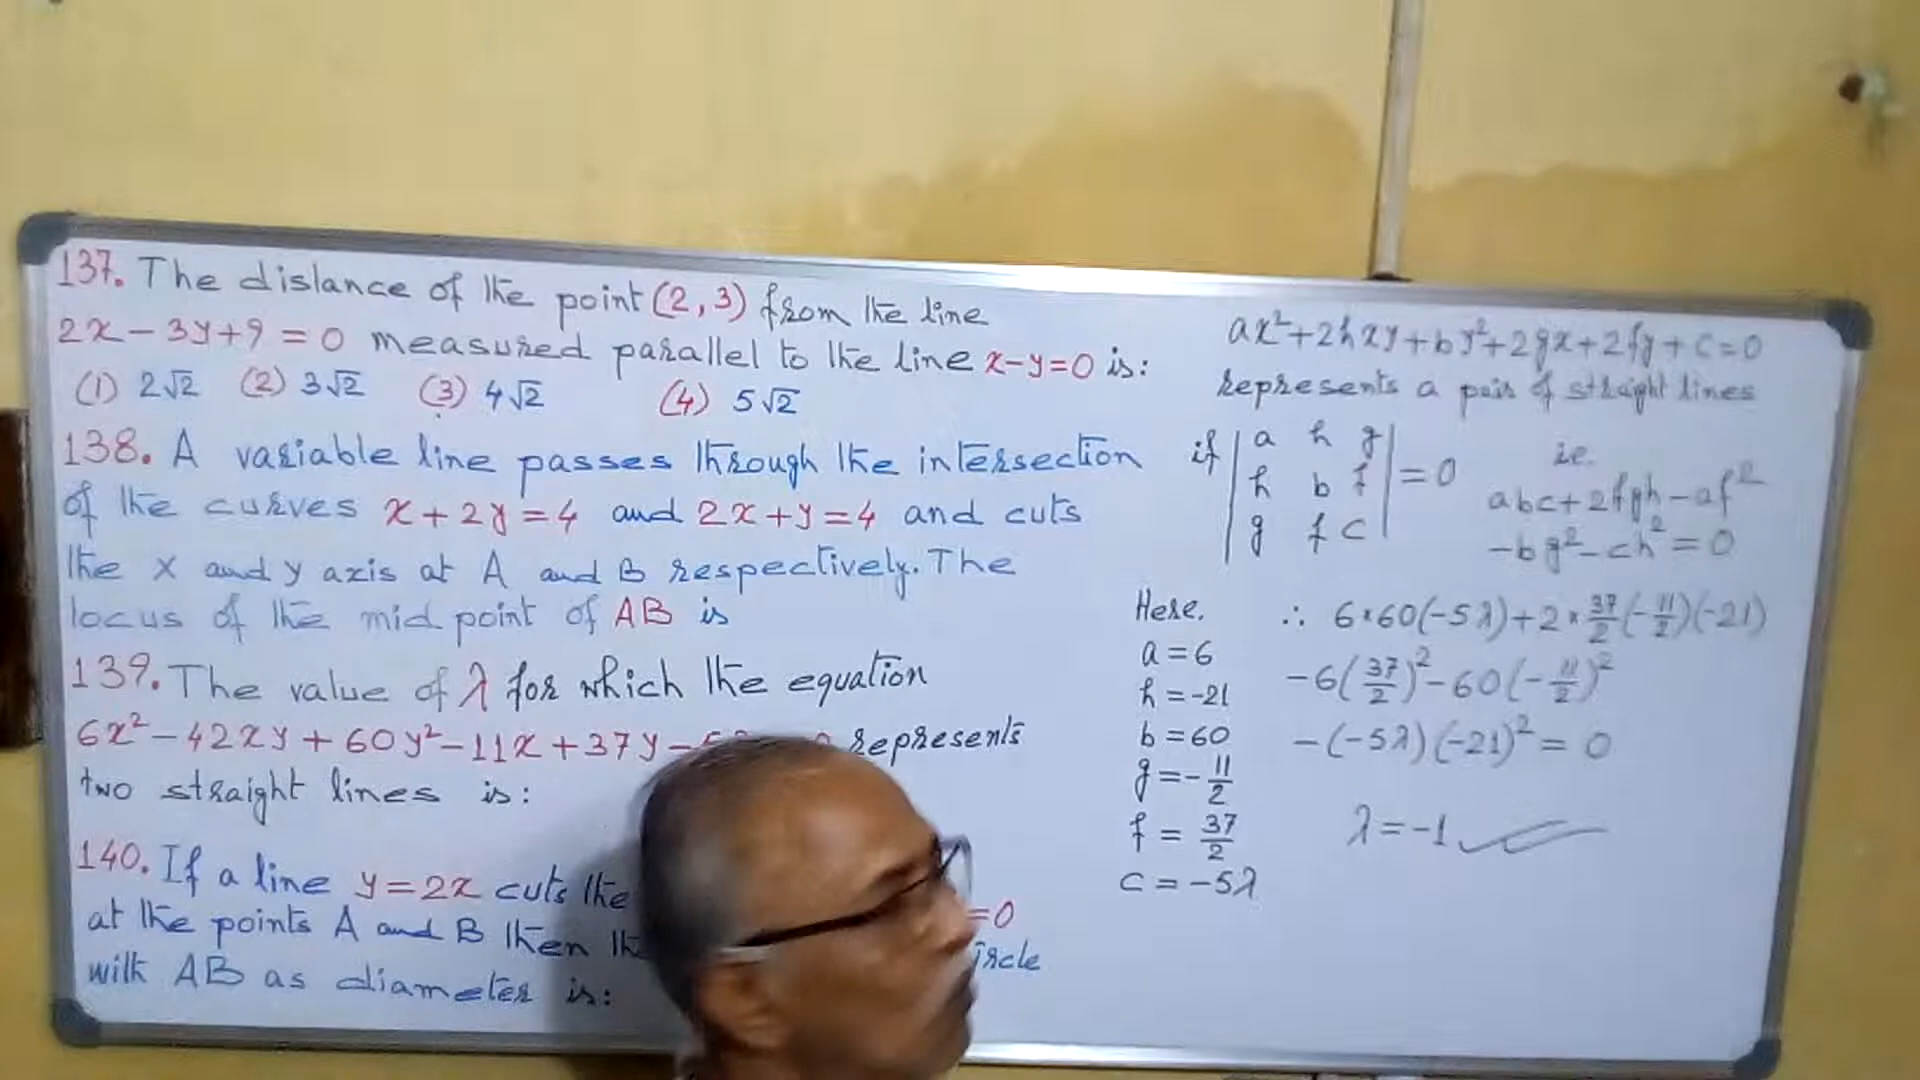 137. The distance of the point (2,3) from the line
2x - 3y + 9 = 0 measured parallel to the line x-y=0 is:
(1) 2√2 (2) 3√2 (3) 4√2 (4) 5√2
138. A variable line passes through the intersection
of the curves x + 2y = 4 and 2x + y = 4 and cuts
the x and y axis at A and B respectively. The
locus of the mid point of AB is
139. The value of λ for which the equation
6x² - 42xy + 60y² - 11x + 37y - represents
two straight lines is:
140. If a line y = 2x cuts the =0
at the points A and B then circle
with AB as diameter is:
ax² + 2hxy + by² + 2gx + 2fy + c = 0
represents a pair of straight lines
if | a h g |
| h b f | = 0
| g f c |
ie.
abc + 2fgh - af²
- bg² - ch² = 0
Here,
a = 6
h = -21
b = 60
g = -11/2
f = 37/2
c = -5λ
∴ 6×60(-5λ) + 2×37/2(-11/2)(-21)
-6(37/2)² - 60(-11/2)²
-(-5λ)(-21)² = 0
λ = -1